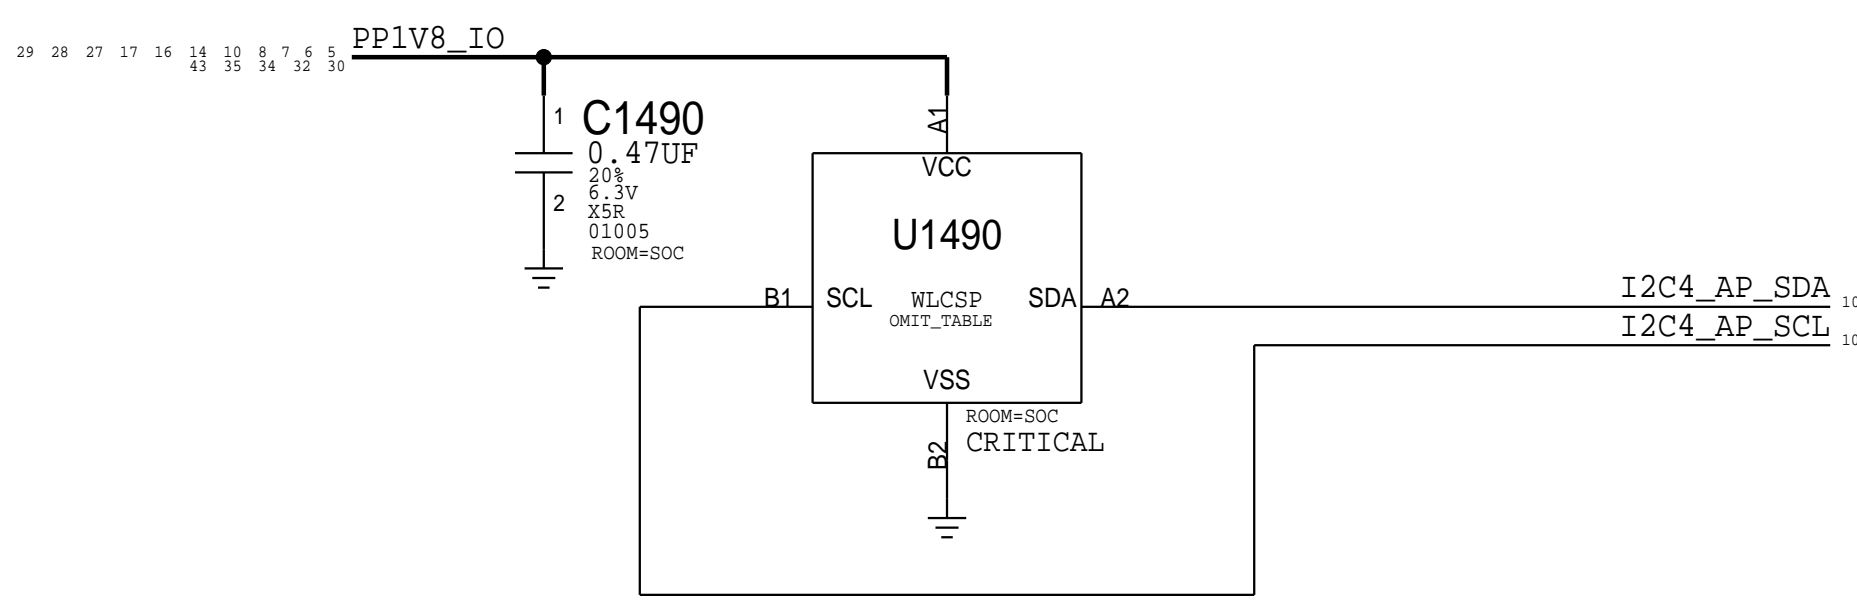 PP1V8_IO
29 28 27 17 16 14 10 8 7 6 5
43 35 34 32 30
1
C1490
0.47UF
20%
6.3V
X5R
01005
ROOM=SOC
2
A1
VCC
U1490
B1 SCL WLCSP SDA A2
OMIT_TABLE
I2C4_AP_SDA 10
I2C4_AP_SCL 10
VSS
ROOM=SOC
CRITICAL
B2